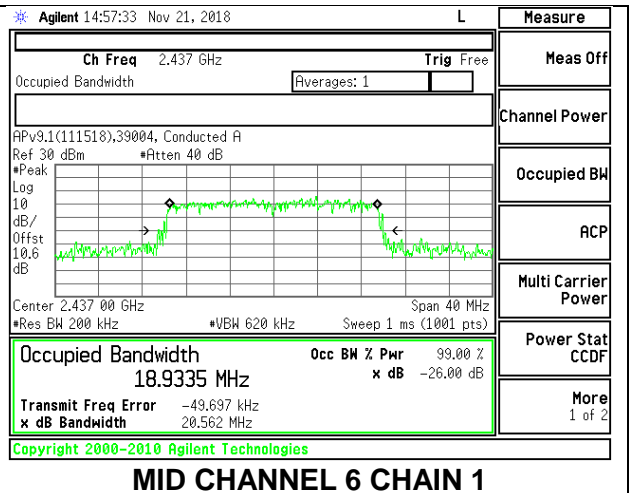 Agilent 14:57:33 Nov 21, 2018 L Measure
Ch Freq 2.437 GHz Trig Free
Occupied Bandwidth Averages: 1
Meas Off
Channel Power
Occupied BW
ACP
Multi Carrier
Power
Power Stat
CCDF
More
1 of 2
APv9.1(111518),39004, Conducted A
Ref 30 dBm #Atten 40 dB
#Peak
Log
10
dB/
Offst
10.6
dB
Center 2.437 00 GHz Span 40 MHz
#Res BW 200 kHz #VBW 620 kHz Sweep 1 ms (1001 pts)
Occupied Bandwidth Occ BW % Pwr 99.00 %
18.9335 MHz x dB -26.00 dB
Transmit Freq Error -49.697 kHz
x dB Bandwidth 20.562 MHz
Copyright 2000-2010 Agilent Technologies
MID CHANNEL 6 CHAIN 1